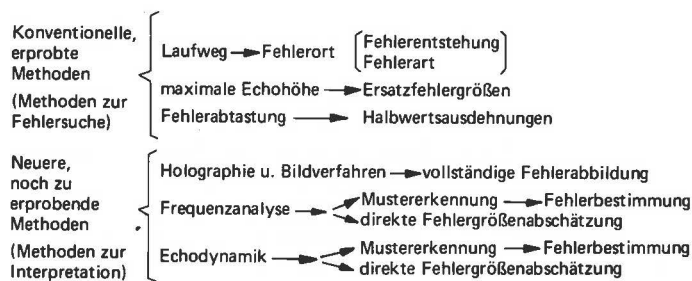 Konventionelle,
erprobte
Methoden
(Methoden zur
Fehlersuche)
Laufweg → Fehlerort
Fehlerentstehung
Fehlerart
maximale Echohöhe → Ersatzfehlergrößen
Fehlerabtastung → Halbwertsausdehnungen
Neuere,
noch zu
erprobende
Methoden
(Methoden zur
Interpretation)
Holographie u. Bildverfahren → vollständige Fehlerabbildung
Frequenzanalyse → Mustererkennung → Fehlerbestimmung
direkte Fehlergrößenabschätzung
Echodynamik → Mustererkennung → Fehlerbestimmung
direkte Fehlergrößenabschätzung